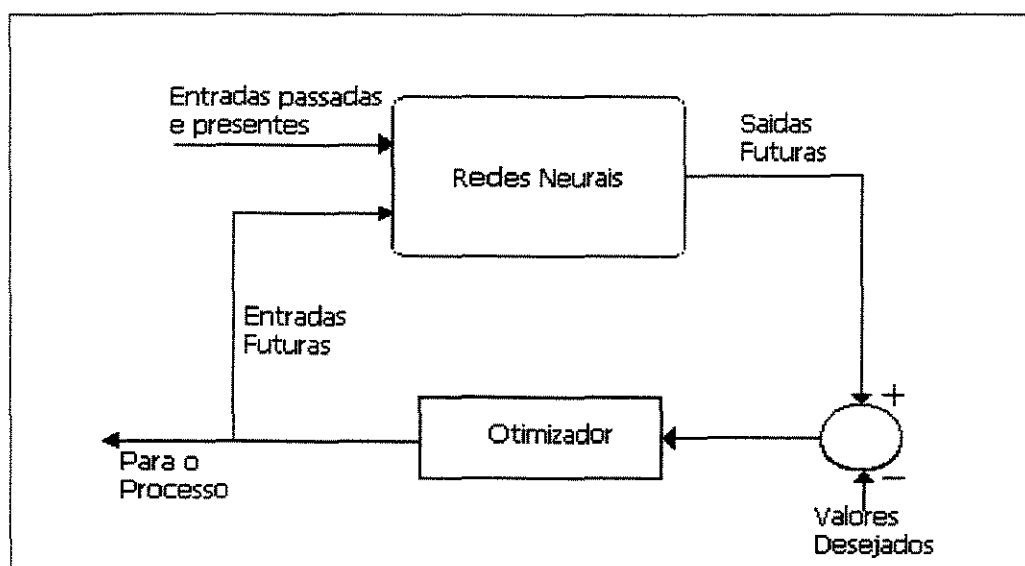 Entradas passadas
e presentes
Redes Neurais
Saidas
Futuras
Entradas
Futuras
+
Otimizador
Para o
Processo
−
Valores
Desejados